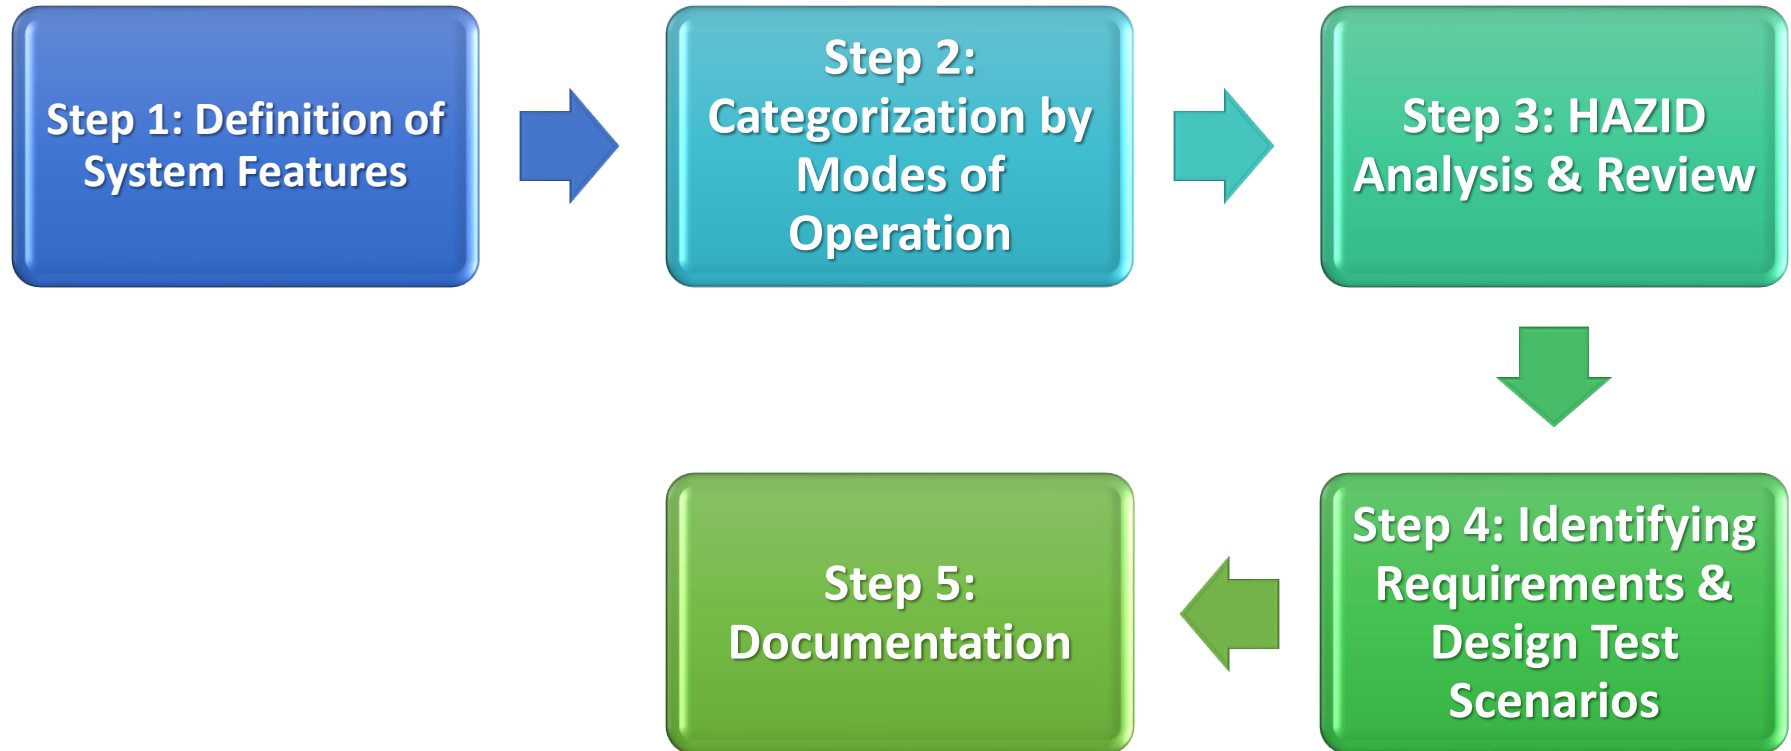 Step 1: Definition of
System Features
Step 2:
Categorization by
Modes of
Operation
Step 3: HAZID
Analysis & Review
Step 4: Identifying
Requirements &
Design Test
Scenarios
Step 5:
Documentation